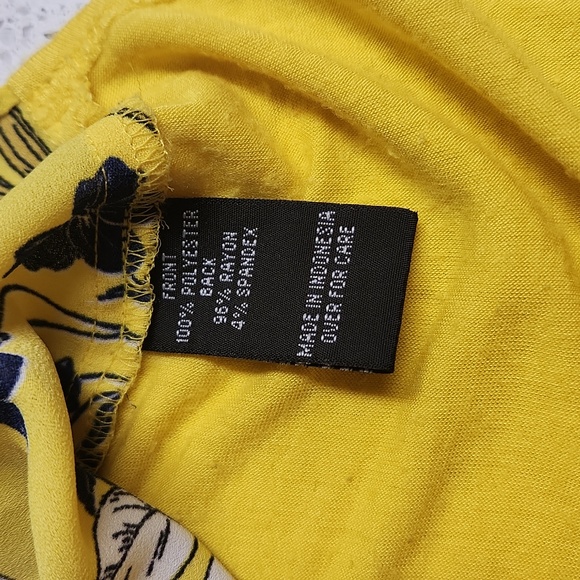 FRONT
100% POLYESTER
BACK
96% RAYON
4% SPANDEX
MADE IN INDONESIA
OVER FOR CARE